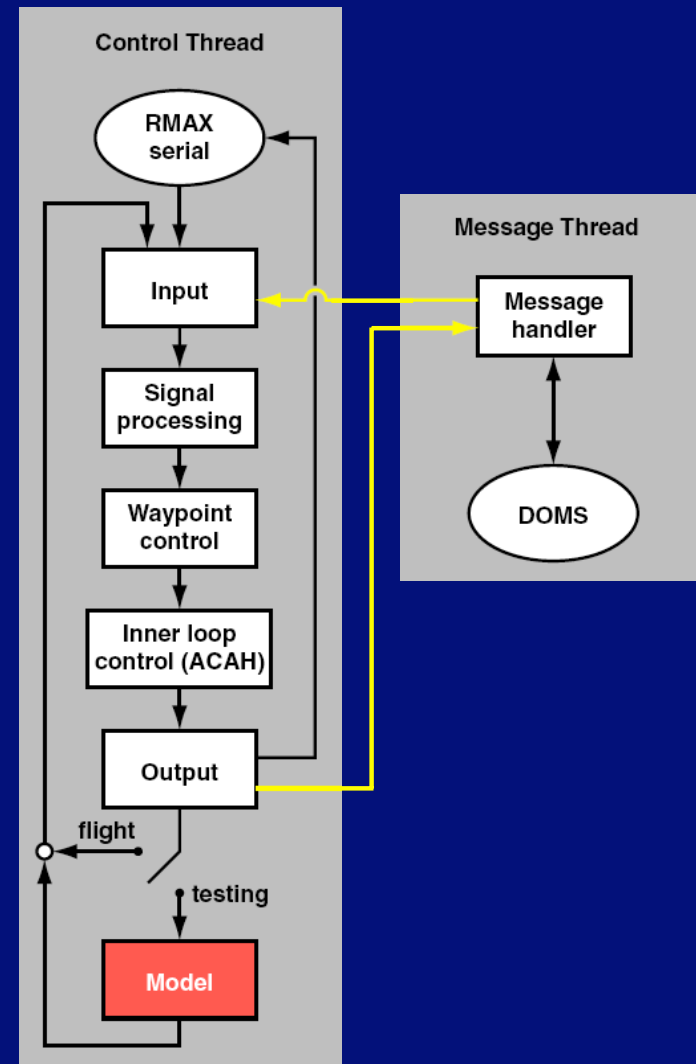 Control Thread
RMAX
serial
Input
Signal
processing
Waypoint
control
Inner loop
control (ACAH)
Output
flight
testing
Model
Message Thread
Message
handler
DOMS